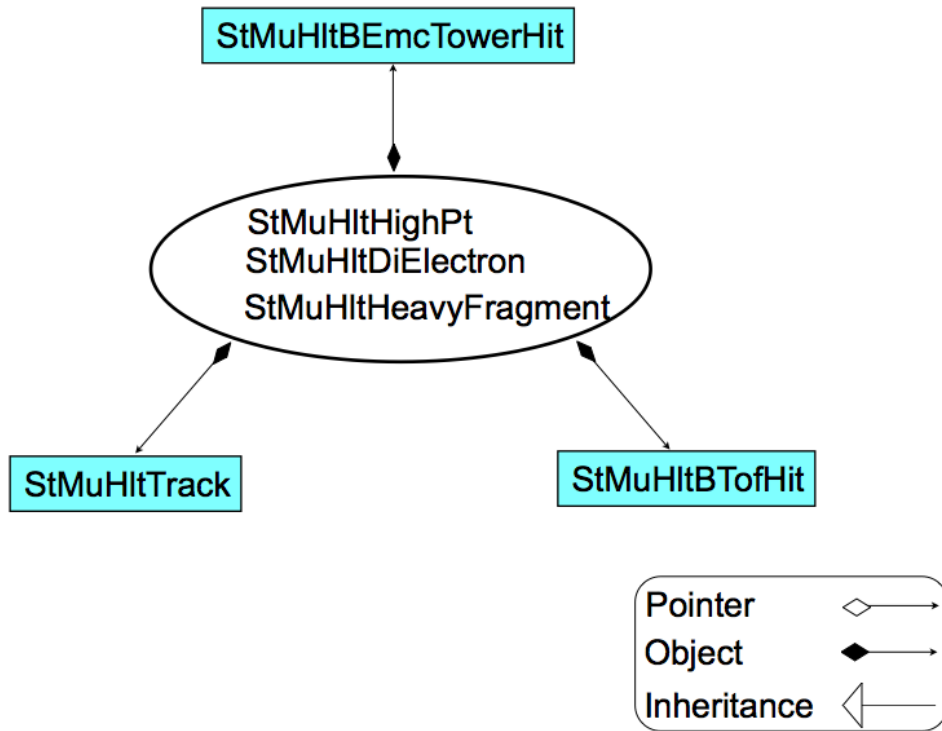 StMuHltBEmcTowerHit
StMuHltHighPt
StMuHltDiElectron
StMuHltHeavyFragment
StMuHltTrack
StMuHltBTofHit
Pointer
Object
Inheritance